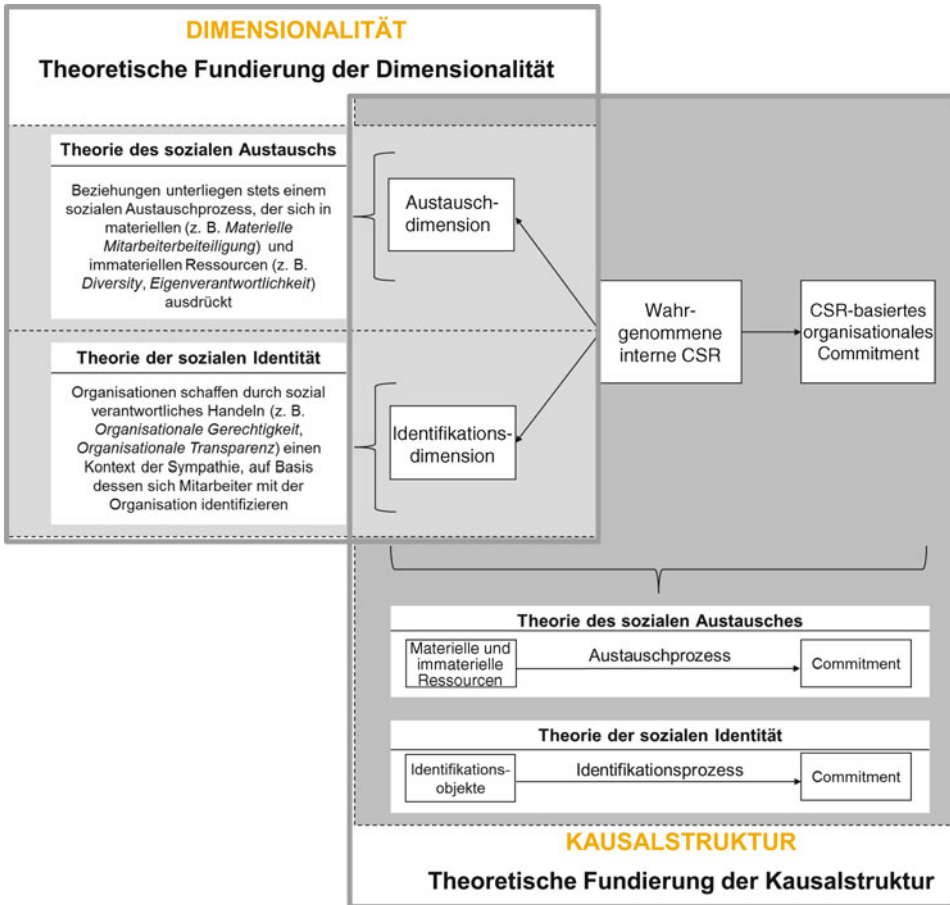 DIMENSIONALITÄT
Theoretische Fundierung der Dimensionalität
Theorie des sozialen Austauschs
Beziehungen unterliegen stets einem
sozialen Austauschprozess, der sich in
materiellen (z. B. Materielle
Mitarbeiterbeiteiligung) und
immateriellen Ressourcen (z. B.
Diversity, Eigenverantwortlichkeit)
ausdrückt
Austausch-
dimension
Theorie der sozialen Identität
Organisationen schaffen durch sozial
verantwortliches Handeln (z. B.
Organisationale Gerechtigkeit,
Organisationale Transparenz) einen
Kontext der Sympathie, auf Basis
dessen sich Mitarbeiter mit der
Organisation identifizieren
Identifikations-
dimension
Wahr-
genommene
interne CSR
CSR-basiertes
organisationales
Commitment
Theorie des sozialen Austausches
Materielle und
immaterielle
Ressourcen
Austauschprozess
Commitment
Theorie der sozialen Identität
Identifikations-
objekte
Identifikationsprozess
Commitment
KAUSALSTRUKTUR
Theoretische Fundierung der Kausalstruktur